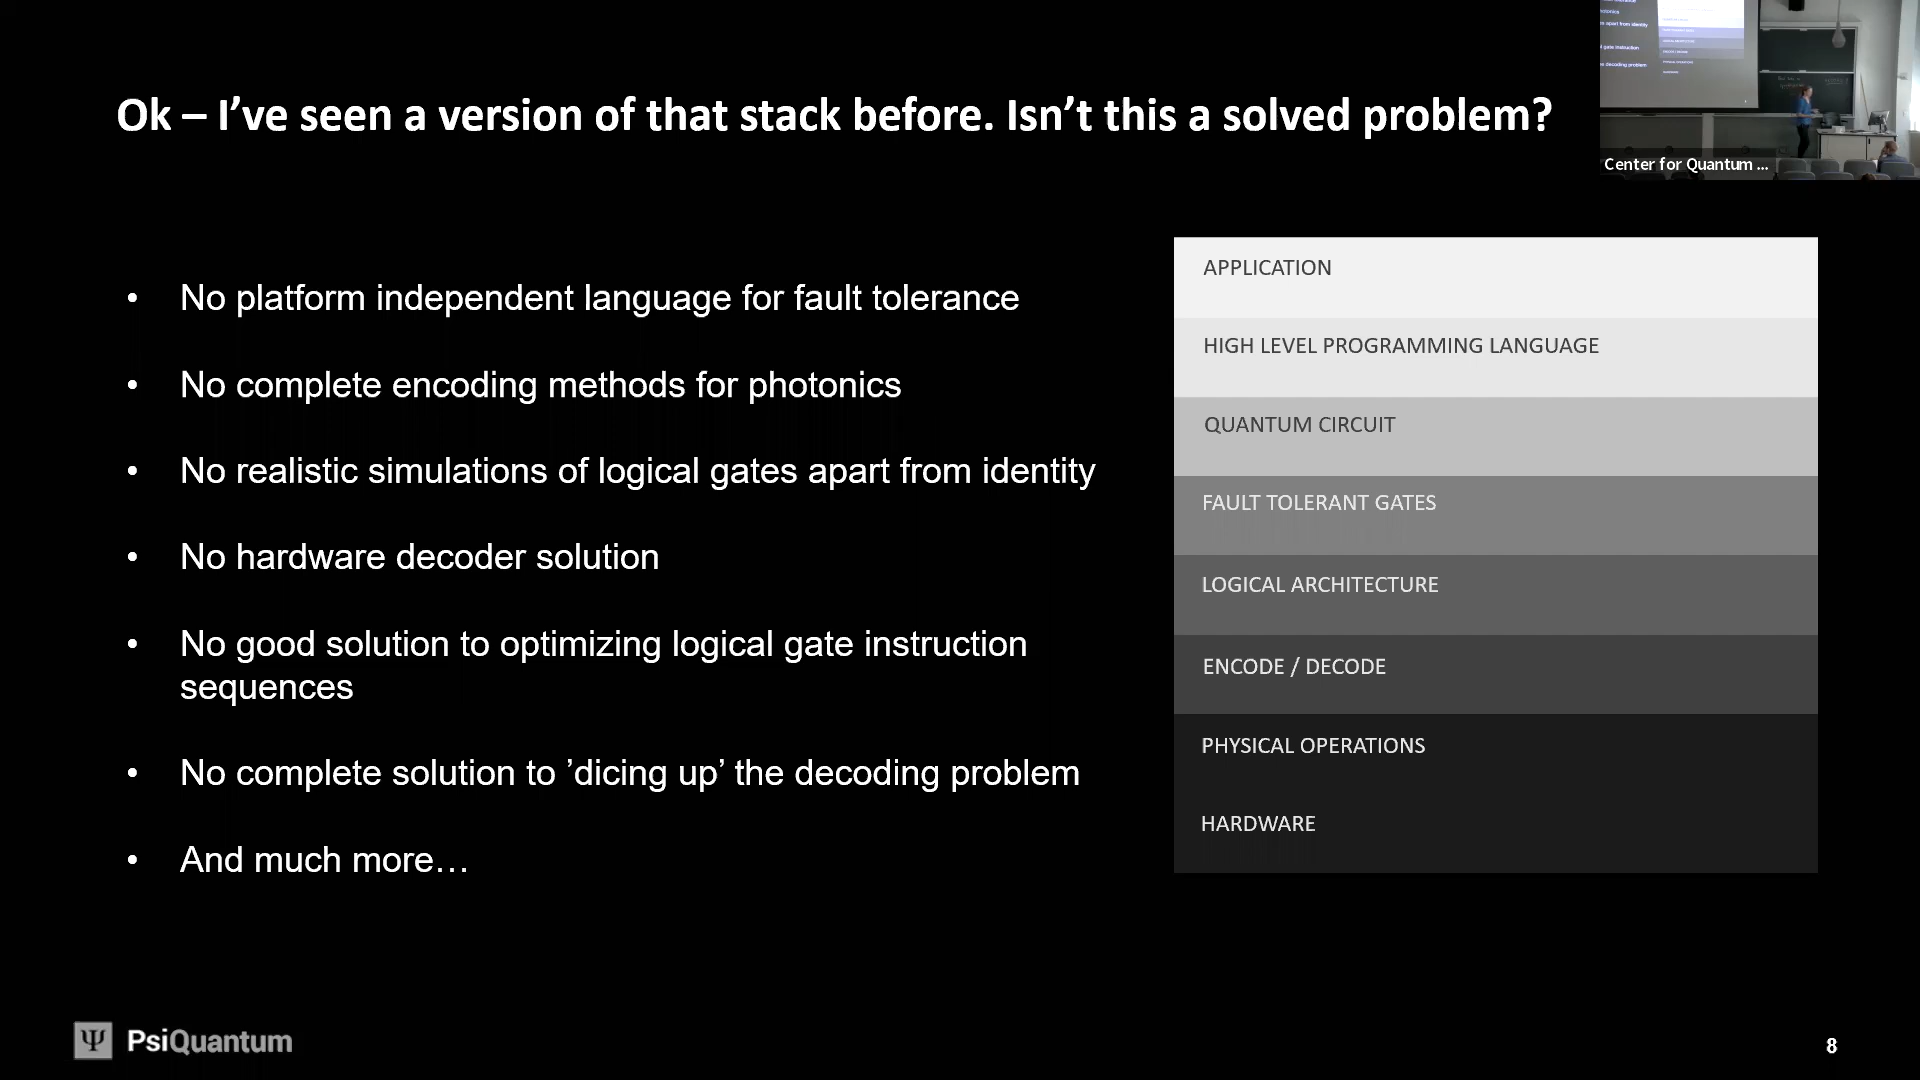 Ok – I’ve seen a version of that stack before. Isn’t this a solved problem?
Center for Quantum ...
• No platform independent language for fault tolerance
• No complete encoding methods for photonics
• No realistic simulations of logical gates apart from identity
• No hardware decoder solution
• No good solution to optimizing logical gate instruction
sequences
• No complete solution to ’dicing up’ the decoding problem
• And much more…
APPLICATION
HIGH LEVEL PROGRAMMING LANGUAGE
QUANTUM CIRCUIT
FAULT TOLERANT GATES
LOGICAL ARCHITECTURE
ENCODE / DECODE
PHYSICAL OPERATIONS
HARDWARE
Ψ PsiQuantum
8